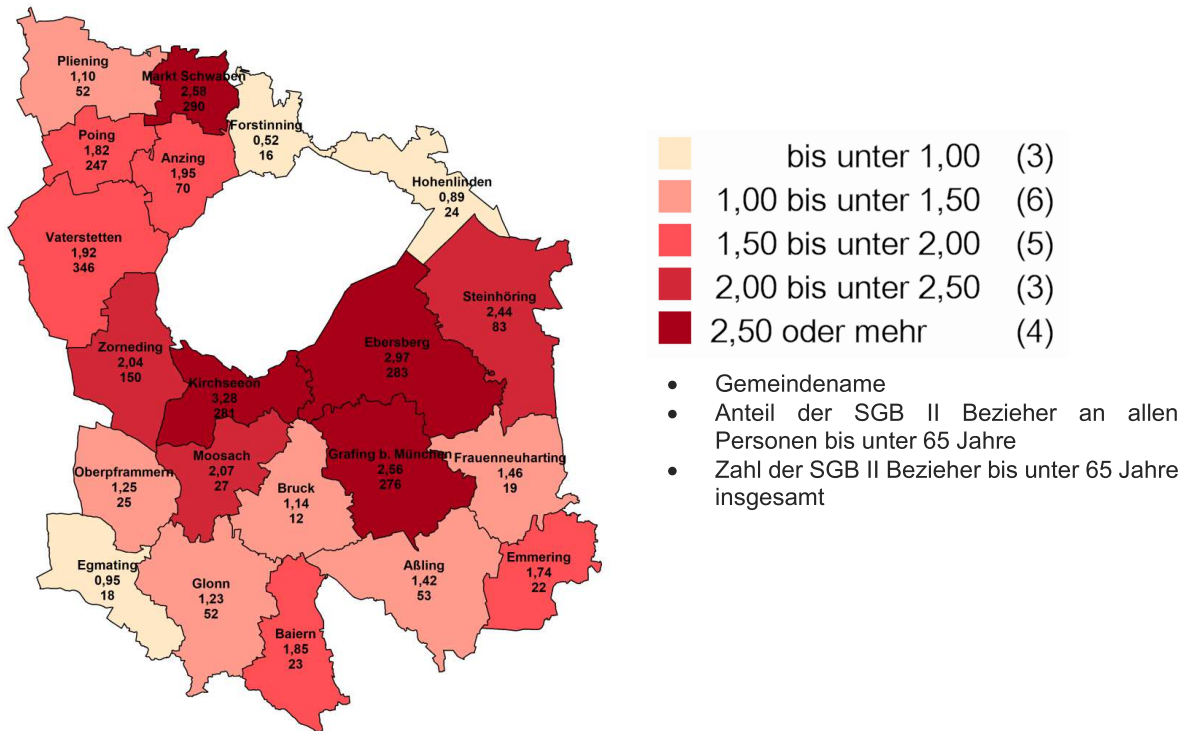 Pliening
1,10
52
Markt Schwaben
2,58
290
Forstinning
0,52
16
Poing
1,82
247
Anzing
1,95
70
Hohenlinden
0,89
24
Vaterstetten
1,92
346
Steinhöring
2,44
83
Zorneding
2,04
150
Ebersberg
2,97
283
Kirchseeon
3,28
281
Moosach
2,07
27
Grafing b. München
2,56
276
Frauenneuharting
1,46
19
Oberpframmern
1,25
25
Bruck
1,14
12
Egmating
0,95
18
Glonn
1,23
52
Aßling
1,42
53
Emmering
1,74
22
Baiern
1,85
23
bis unter 1,00 (3)
1,00 bis unter 1,50 (6)
1,50 bis unter 2,00 (5)
2,00 bis unter 2,50 (3)
2,50 oder mehr (4)
• Gemeindename
• Anteil der SGB II Bezieher an allen
Personen bis unter 65 Jahre
• Zahl der SGB II Bezieher bis unter 65 Jahre
insgesamt